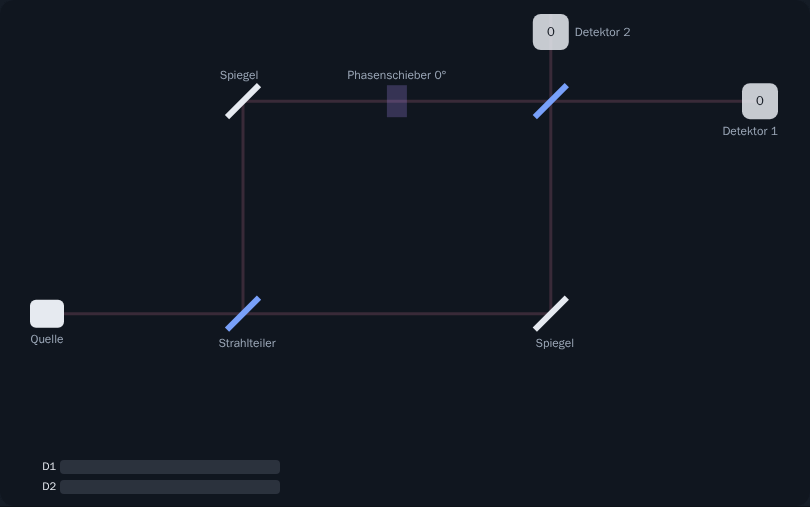 0
Detektor 2
Spiegel
Phasenschieber 0°
0
Detektor 1
Quelle
Strahlteiler
Spiegel
D1
D2